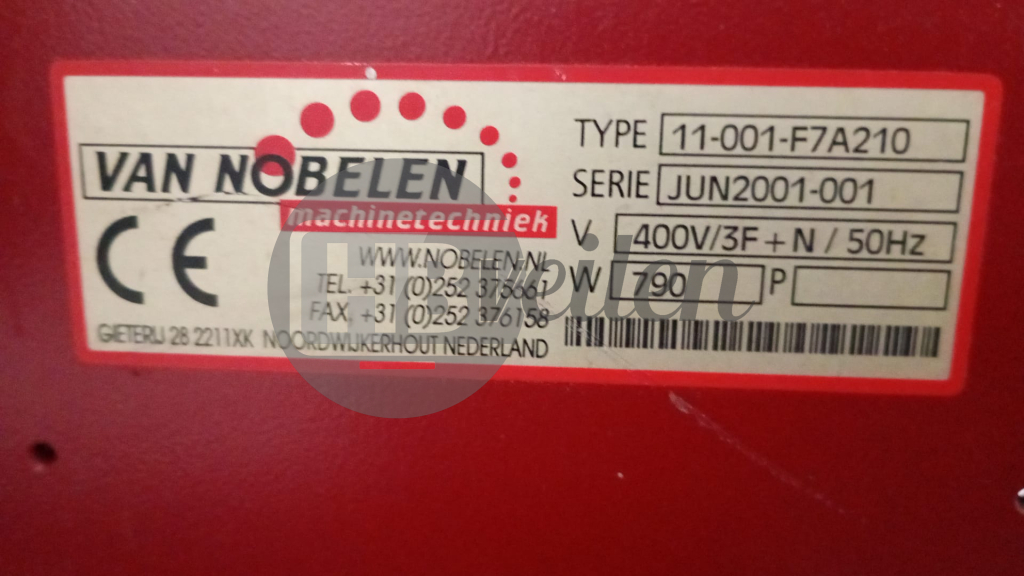 VAN NOBELEN
machinetechniek
CE
WWW.NOBELEN.NL
TEL. +31 (0)252 375661
FAX. +31 (0)252 376158
GIETERIJ 28 2211XK NOORDWIJKERHOUT NEDERLAND
TYPE 11-001-F7A210
SERIE JUN2001-001
V 400V/3F+N / 50Hz
W 790 P